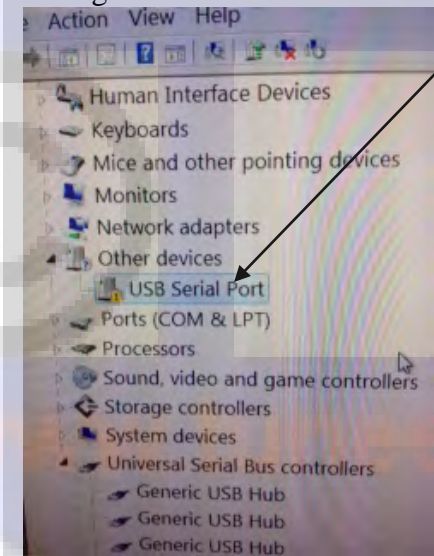 Action View Help
Human Interface Devices
Keyboards
Mice and other pointing devices
Monitors
Network adapters
Other devices
USB Serial Port
Ports (COM & LPT)
Processors
Sound, video and game controllers
Storage controllers
System devices
Universal Serial Bus controllers
Generic USB Hub
Generic USB Hub
Generic USB Hub